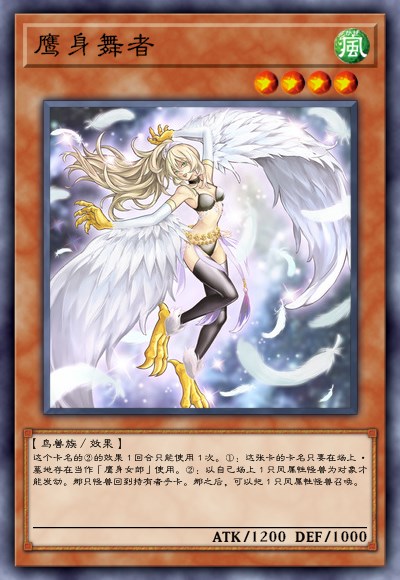 鹰身舞者
風
【鸟兽族／效果】
这个卡名的②的效果1回合只能使用1次。①：这张卡的卡名只要在场上・
墓地存在当作「鹰身女郎」使用。②：以自己场上1只风属性怪兽为对象才
能发动。那只怪兽回到持有者手卡。那之后，可以把1只风属性怪兽召唤。
ATK/1200 DEF/1000